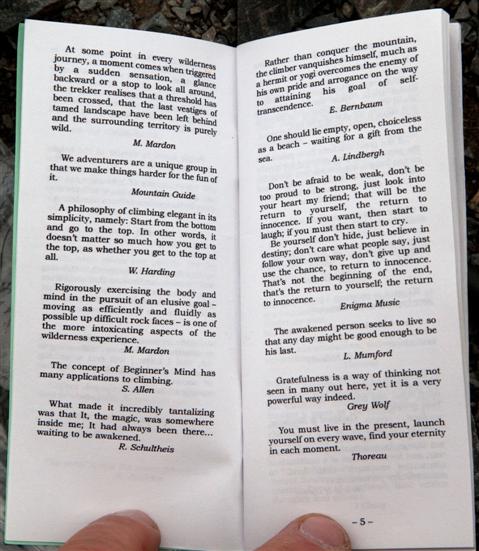 At some point in every wilderness
journey, a moment comes when triggered
by a sudden sensation, a glance
backward or a stop to look all around,
the trekker realises that a threshold has
been crossed, that the last vestiges of
tamed landscape have been left behind
and the surrounding territory is purely
wild.
M. Mardon
We adventurers are a unique group in
that we make things harder for the fun of
it.
Mountain Guide
A philosophy of climbing elegant in its
simplicity, namely: Start from the bottom
and go to the top. In other words, it
doesn't matter so much how you get to
the top, as whether you get to the top at
all.
W. Harding
Rigorously exercising the body and
mind in the pursuit of an elusive goal –
moving as efficiently and fluidly as
possible up difficult rock faces – is one of
the more intoxicating aspects of the
wilderness experience.
M. Mardon
The concept of Beginner's Mind has
many applications to climbing.
S. Allen
What made it incredibly tantalizing
was that It, the magic, was somewhere
inside me; It had always been there...
waiting to be awakened.
R. Schultheis
Rather than conquer the mountain,
the climber vanquishes himself, much as
a hermit or yogi overcomes the enemy of
his own pride and arrogance on the way
to attaining his goal of self-
transcendence.
E. Bernbaum
One should lie empty, open, choiceless
as a beach – waiting for a gift from the
sea.
A. Lindbergh
Don't be afraid to be weak, don't be
too proud to be strong, just look into
your heart my friend; that will be the
return to yourself, the return to
innocence. If you want, then start to
laugh; if you must then start to cry.
Be yourself don't hide, just believe in
destiny; don't care what people say, just
follow your own way, don't give up and
use the chance, to return to innocence.
That's not the beginning of the end,
that's the return to yourself; the return
to innocence.
Enigma Music
The awakened person seeks to live so
that any day might be good enough to be
his last.
L. Mumford
Gratefulness is a way of thinking not
seen in many out here, yet it is a very
powerful way indeed.
Grey Wolf
You must live in the present, launch
yourself on every wave, find your eternity
in each moment.
Thoreau
– 5 –